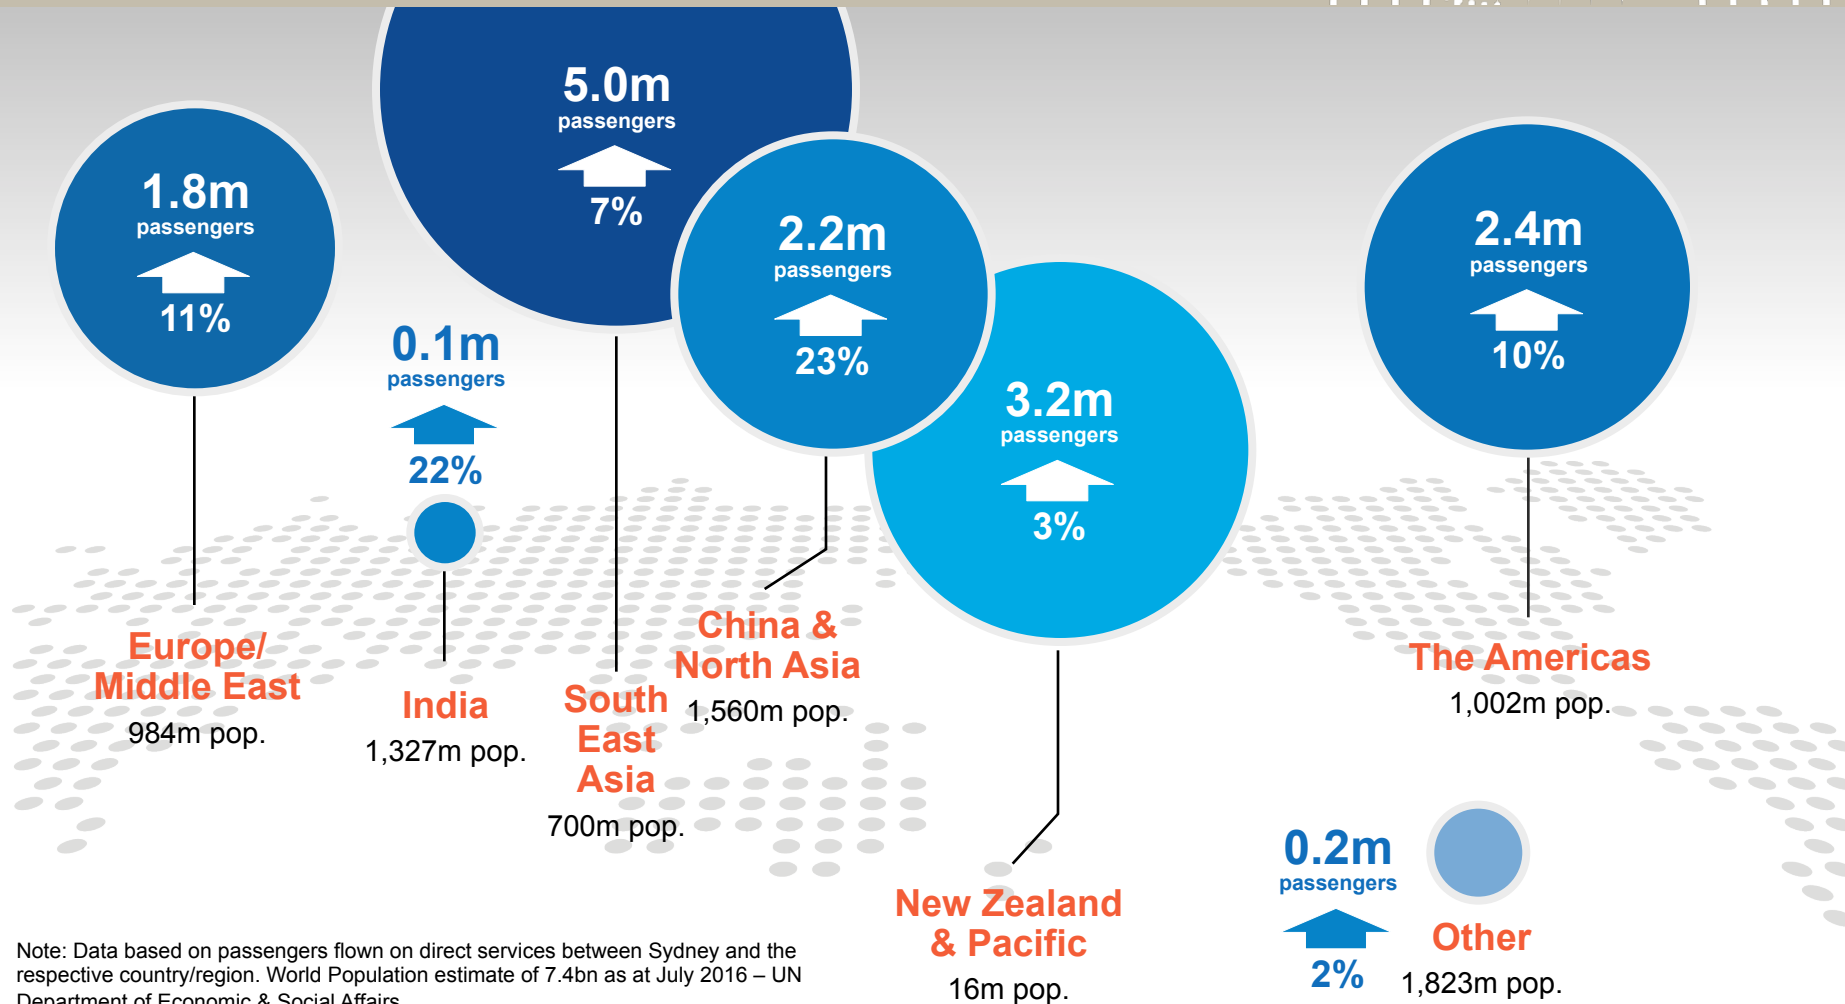 5.0m
passengers
7%
1.8m
passengers
11%
2.2m
passengers
23%
2.4m
passengers
10%
0.1m
passengers
22%
3.2m
passengers
3%
Europe/
Middle East
984m pop.
India
1,327m pop.
South
East
Asia
700m pop.
China &
North Asia
1,560m pop.
The Americas
1,002m pop.
New Zealand
& Pacific
16m pop.
0.2m
passengers
2%
Other
1,823m pop.
Note: Data based on passengers flown on direct services between Sydney and the
respective country/region. World Population estimate of 7.4bn as at July 2016 – UN
Department of Economic & Social Affairs